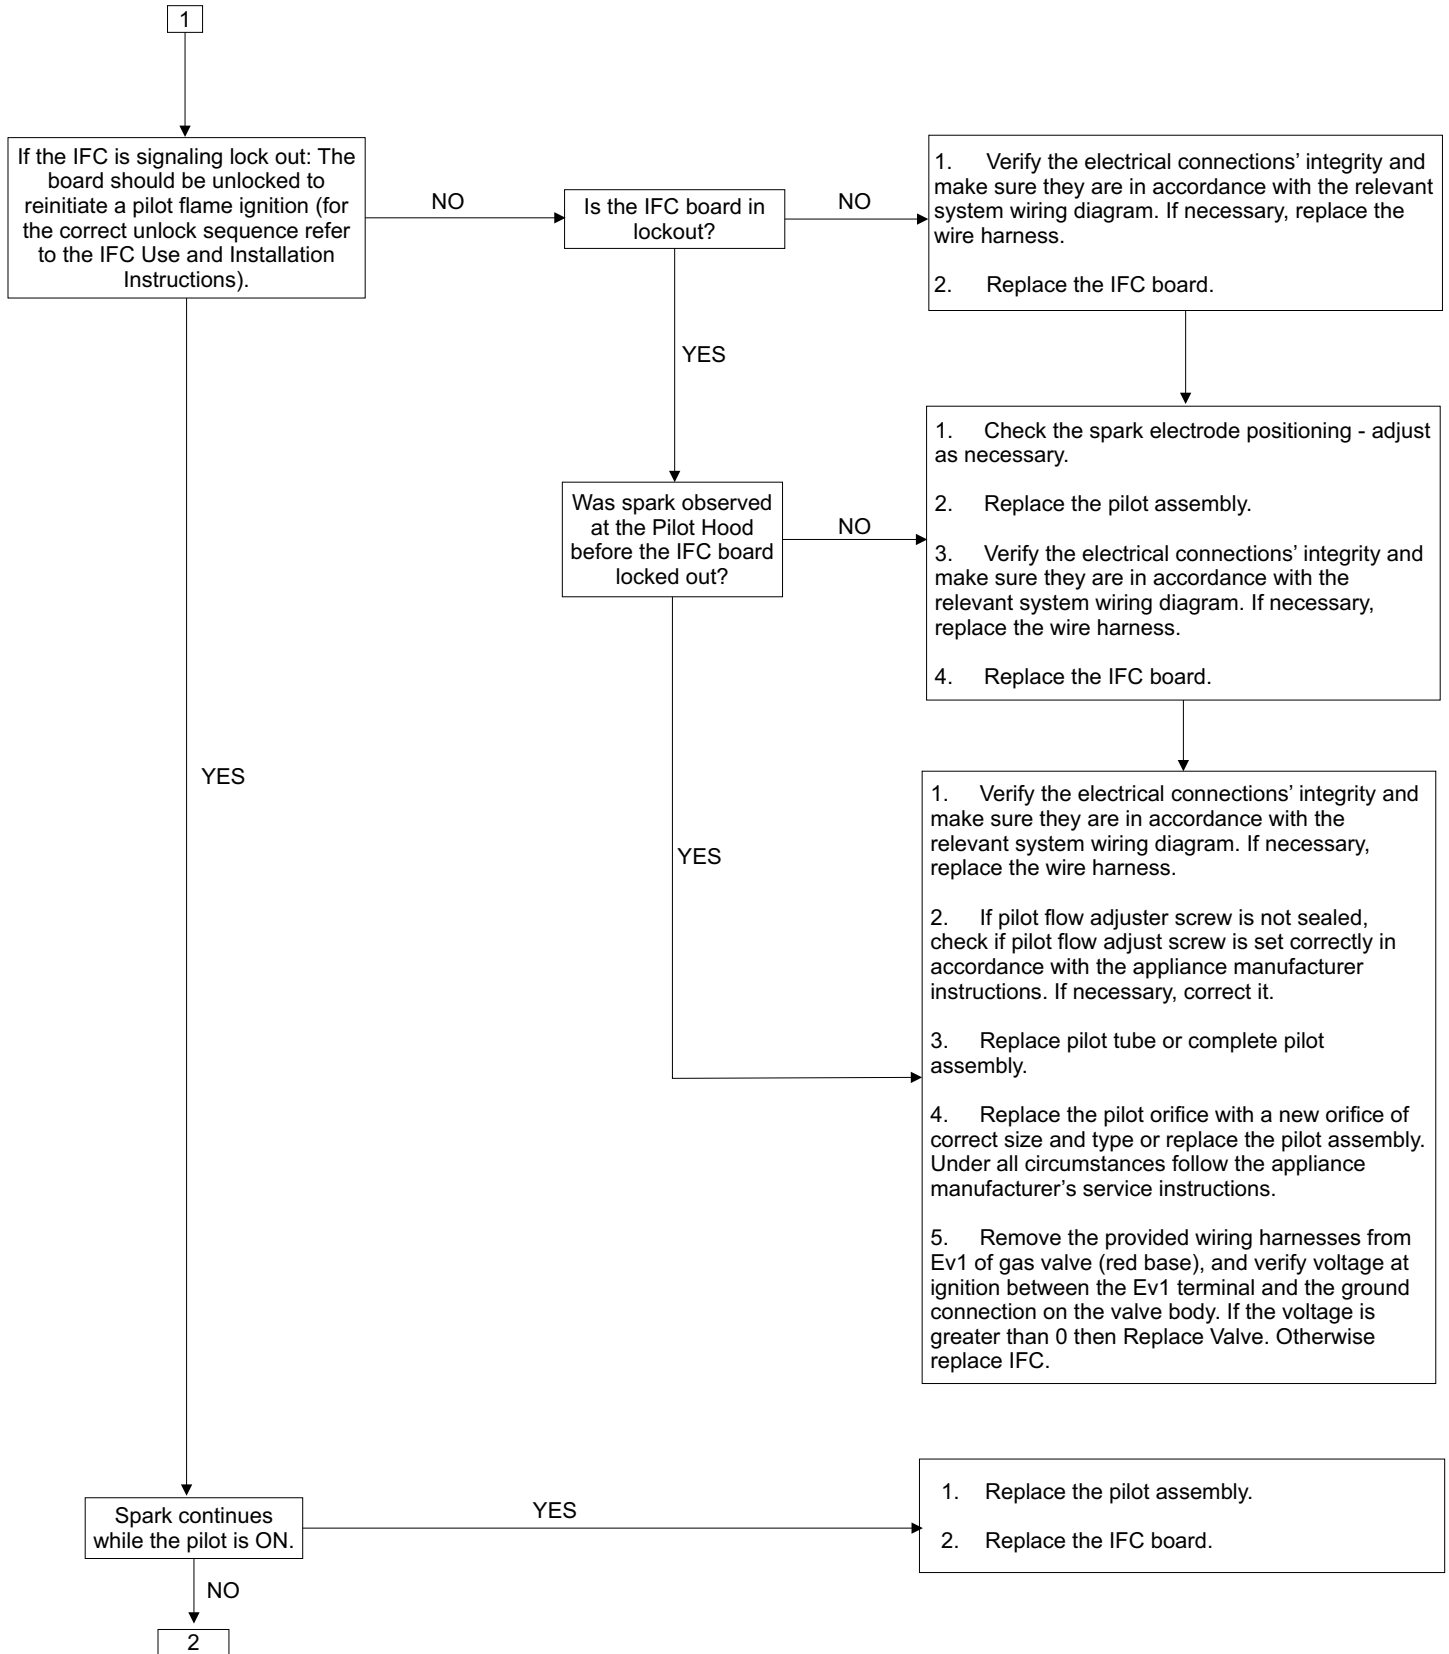 1
If the IFC is signaling lock out: The
board should be unlocked to
reinitiate a pilot flame ignition (for
the correct unlock sequence refer
to the IFC Use and Installation
Instructions).
NO
Is the IFC board in
lockout?
NO
1. Verify the electrical connections’ integrity and
make sure they are in accordance with the relevant
system wiring diagram. If necessary, replace the
wire harness.
2. Replace the IFC board.
YES
Was spark observed
at the Pilot Hood
before the IFC board
locked out?
NO
1. Check the spark electrode positioning - adjust
as necessary.
2. Replace the pilot assembly.
3. Verify the electrical connections’ integrity and
make sure they are in accordance with the
relevant system wiring diagram. If necessary,
replace the wire harness.
4. Replace the IFC board.
YES
YES
1. Verify the electrical connections’ integrity and
make sure they are in accordance with the
relevant system wiring diagram. If necessary,
replace the wire harness.
2. If pilot flow adjuster screw is not sealed,
check if pilot flow adjust screw is set correctly in
accordance with the appliance manufacturer
instructions. If necessary, correct it.
3. Replace pilot tube or complete pilot
assembly.
4. Replace the pilot orifice with a new orifice of
correct size and type or replace the pilot assembly.
Under all circumstances follow the appliance
manufacturer’s service instructions.
5. Remove the provided wiring harnesses from
Ev1 of gas valve (red base), and verify voltage at
ignition between the Ev1 terminal and the ground
connection on the valve body. If the voltage is
greater than 0 then Replace Valve. Otherwise
replace IFC.
Spark continues
while the pilot is ON.
YES
1. Replace the pilot assembly.
2. Replace the IFC board.
NO
2